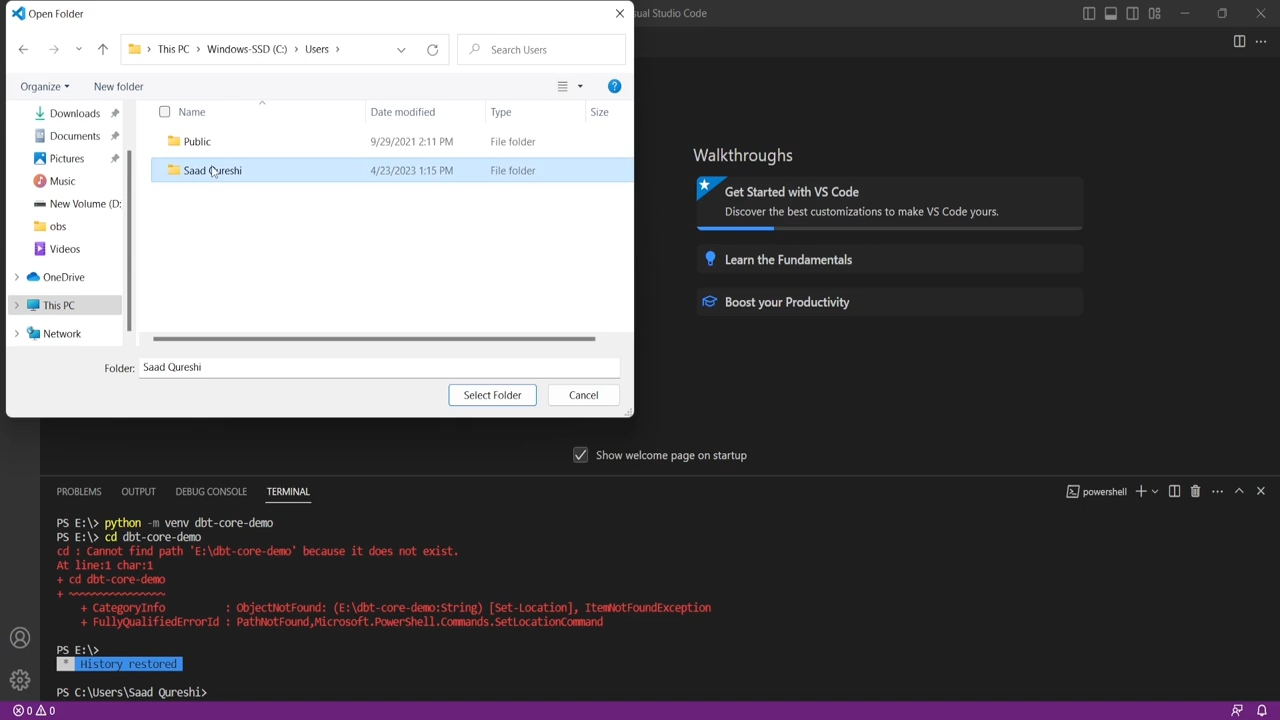 Open Folder
sual Studio Code
This PC > Windows-SSD (C:) > Users >
Search Users
Organize
New folder
Name
Date modified
Type
Size
Downloads
Documents
Pictures
Music
New Volume (D:
obs
Videos
OneDrive
This PC
Network
Public
9/29/2021 2:11 PM
File folder
Saad Qureshi
4/23/2023 1:15 PM
File folder
Folder:
Saad Qureshi
Select Folder
Cancel
Walkthroughs
Get Started with VS Code
Discover the best customizations to make VS Code yours.
Learn the Fundamentals
Boost your Productivity
Show welcome page on startup
PROBLEMS
OUTPUT
DEBUG CONSOLE
TERMINAL
powershell
PS E:\> python -m venv dbt-core-demo
PS E:\> cd dbt-core-demo
cd : Cannot find path 'E:\dbt-core-demo' because it does not exist.
At line:1 char:1
+ cd dbt-core-demo
+ ~~~~~~~~~~~~~~~~
+ CategoryInfo : ObjectNotFound: (E:\dbt-core-demo:String) [Set-Location], ItemNotFoundException
+ FullyQualifiedErrorId : PathNotFound,Microsoft.PowerShell.Commands.SetLocationCommand
PS E:\>
* History restored
PS C:\Users\Saad Qureshi>
0
0